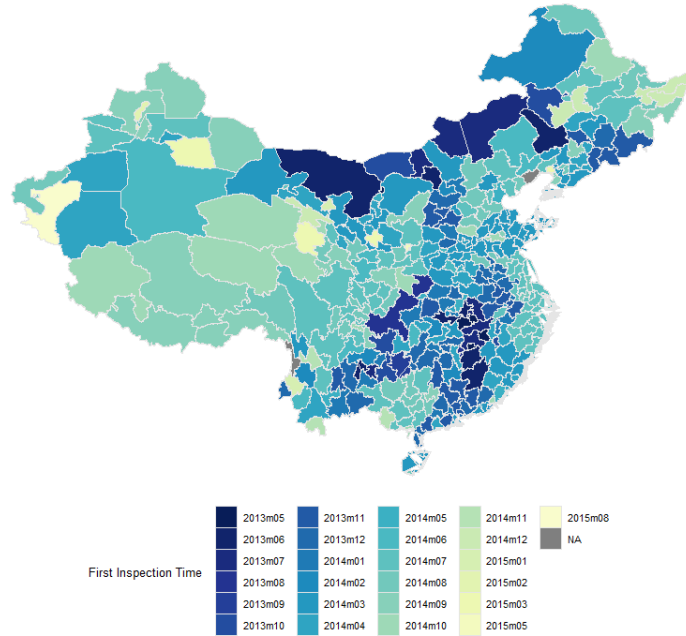 2013m05 2013m11 2014m05 2014m11 2015m08
2013m06 2013m12 2014m06 2014m12 NA
2013m07 2014m01 2014m07 2015m01
First Inspection Time
2013m08 2014m02 2014m08 2015m02
2013m09 2014m03 2014m09 2015m03
2013m10 2014m04 2014m10 2015m05